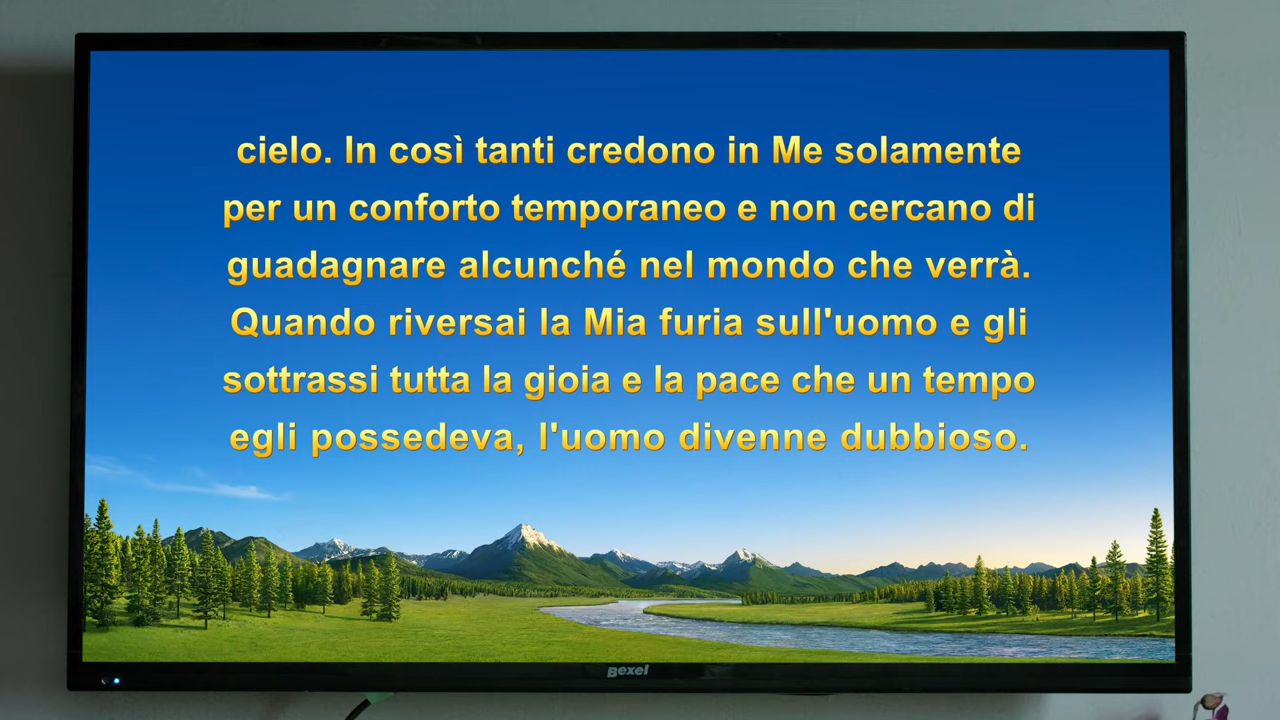 cielo. In così tanti credono in Me solamente
per un conforto temporaneo e non cercano di
guadagnare alcunché nel mondo che verrà.
Quando riversai la Mia furia sull'uomo e gli
sottrassi tutta la gioia e la pace che un tempo
egli possedeva, l'uomo divenne dubbioso.
Bexel